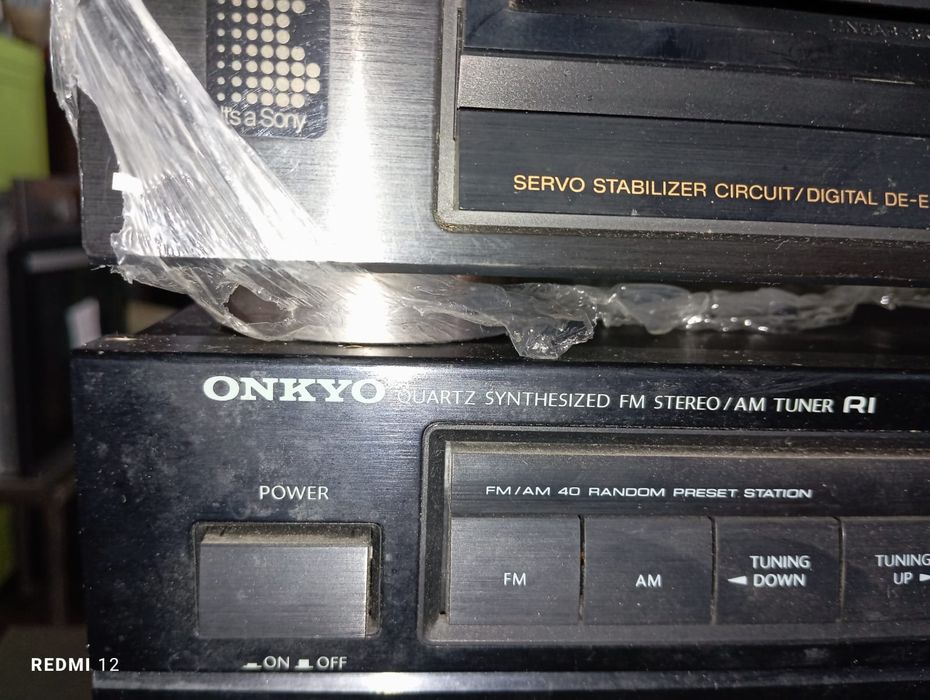 It's a Sony
SERVO STABILIZER CIRCUIT/DIGITAL DE-E
ONKYO QUARTZ SYNTHESIZED FM STEREO/AM TUNER RI
POWER
FM/AM 40 RANDOM PRESET STATION
FM
AM
TUNING
DOWN
TUNING
UP
ON OFF
REDMI 12